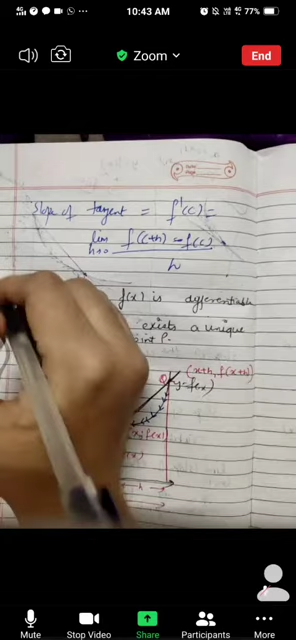 10:43 AM
77%
Zoom
End
Slope of tangent = f'(c) =
lim f(c+h) - f(c)
h→0 h
f(x) is differentiable
exists a unique
point P.
(x+h, f(x+h))
Q y=f(x)
h
Mute Stop Video Share Participants More